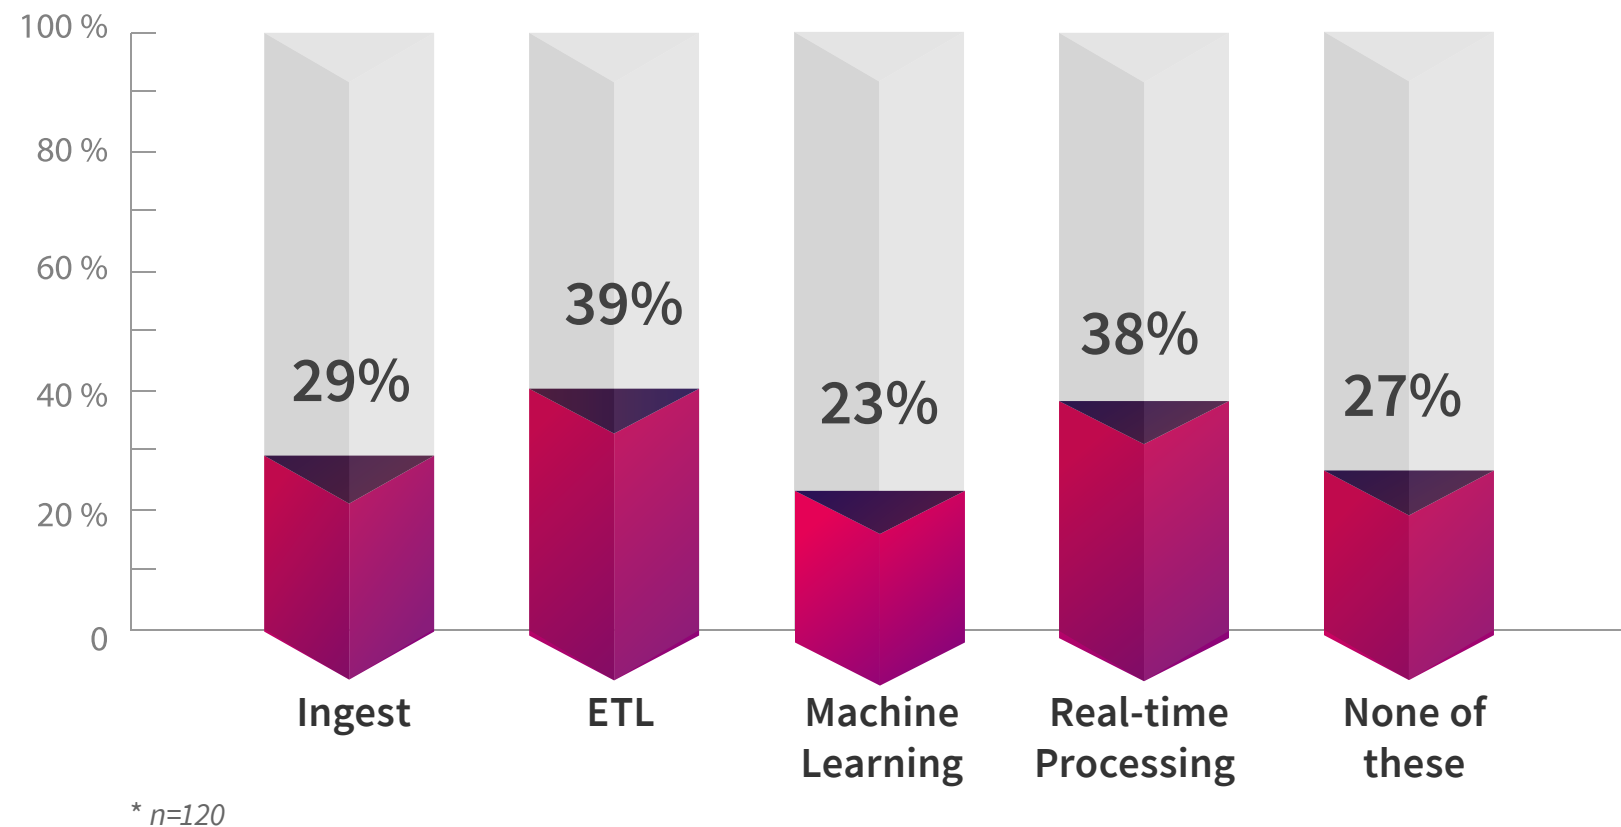 100 %
80 %
60 %
40 %
20 %
0
29%
39%
23%
38%
27%
Ingest
ETL
Machine
Learning
Real-time
Processing
None of
these
* n=120